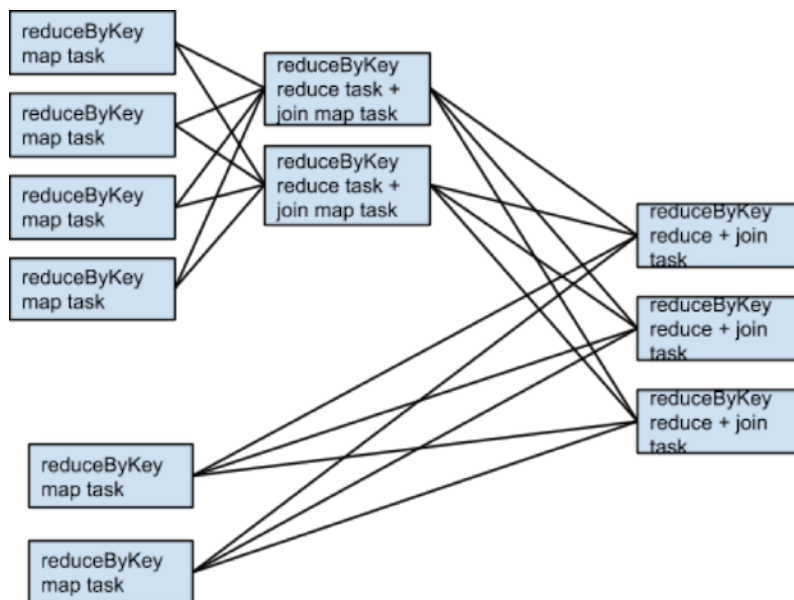 reduceByKey
map task
reduceByKey
map task
reduceByKey
map task
reduceByKey
map task
reduceByKey
reduce task +
join map task
reduceByKey
reduce task +
join map task
reduceByKey
reduce + join
task
reduceByKey
reduce + join
task
reduceByKey
reduce + join
task
reduceByKey
map task
reduceByKey
map task